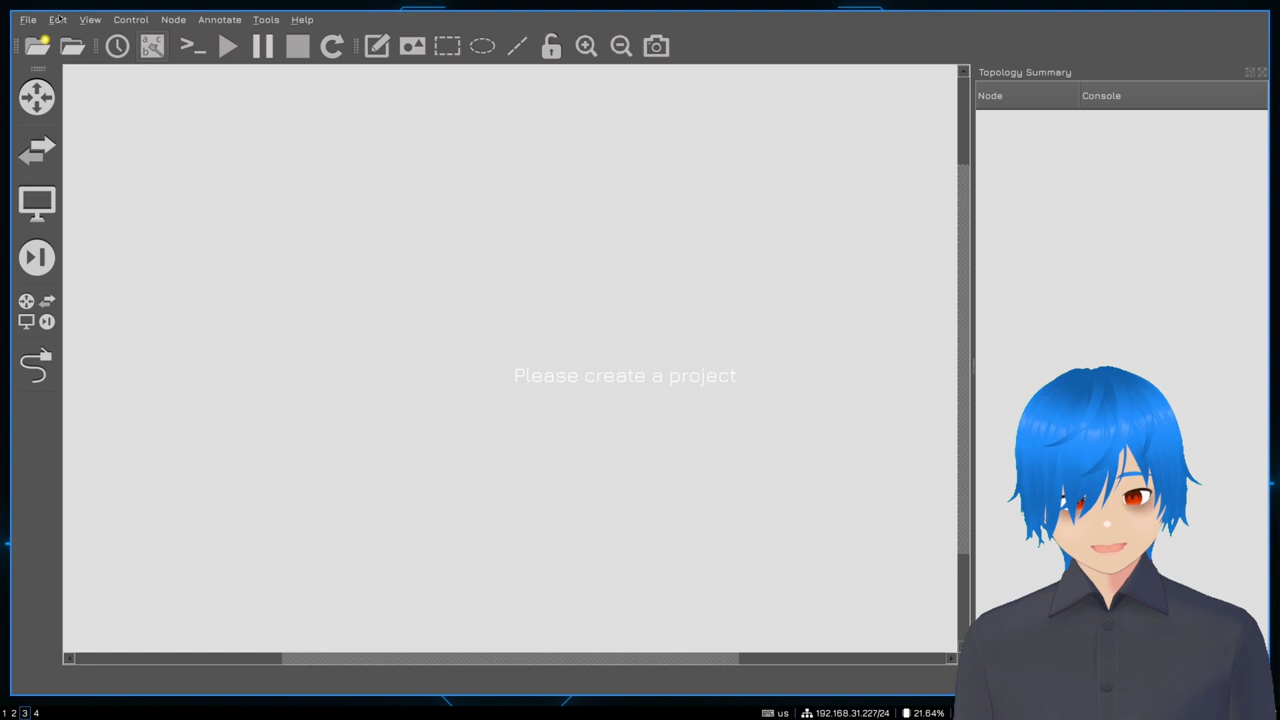 File Edit View Control Node Annotate Tools Help
a c
b
Topology Summary
Node Console
Please create a project
1 2 3 4
us 192.168.31.227/24 21.64%